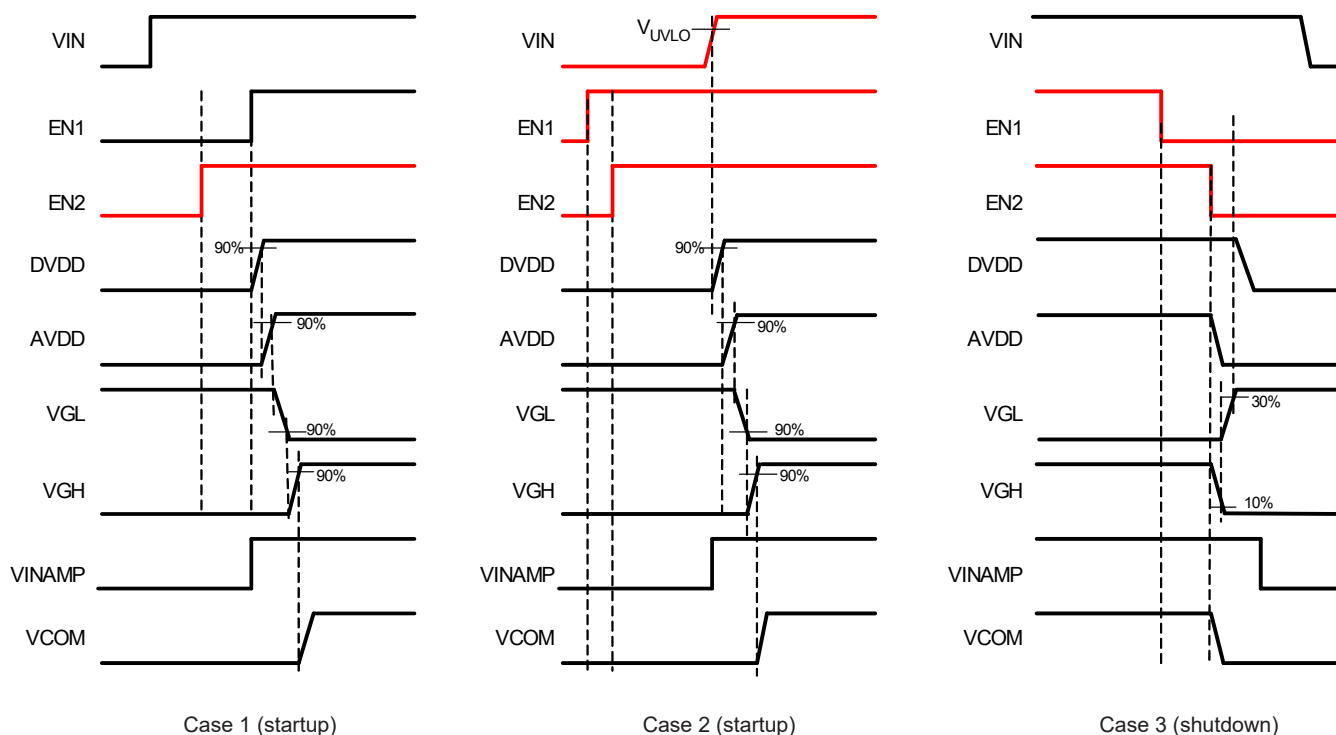 VIN
EN1
EN2
DVDD
90%
AVDD
90%
VGL
90%
VGH
90%
VINAMP
VCOM
Case 1 (startup)
VIN
VUVLO
EN1
EN2
DVDD
90%
AVDD
90%
VGL
90%
VGH
90%
VINAMP
VCOM
Case 2 (startup)
VIN
EN1
EN2
DVDD
AVDD
VGL
30%
VGH
10%
VINAMP
VCOM
Case 3 (shutdown)